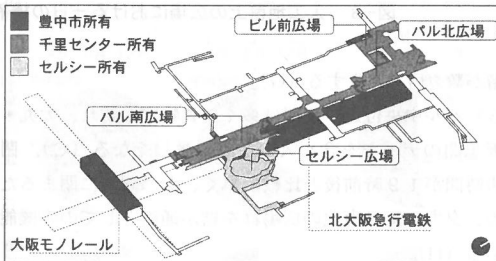 豊中市所有
千里センター所有
セルシー所有
ビル前広場
パル北広場
パル南広場
セルシー広場
北大阪急行電鉄
大阪モノレール